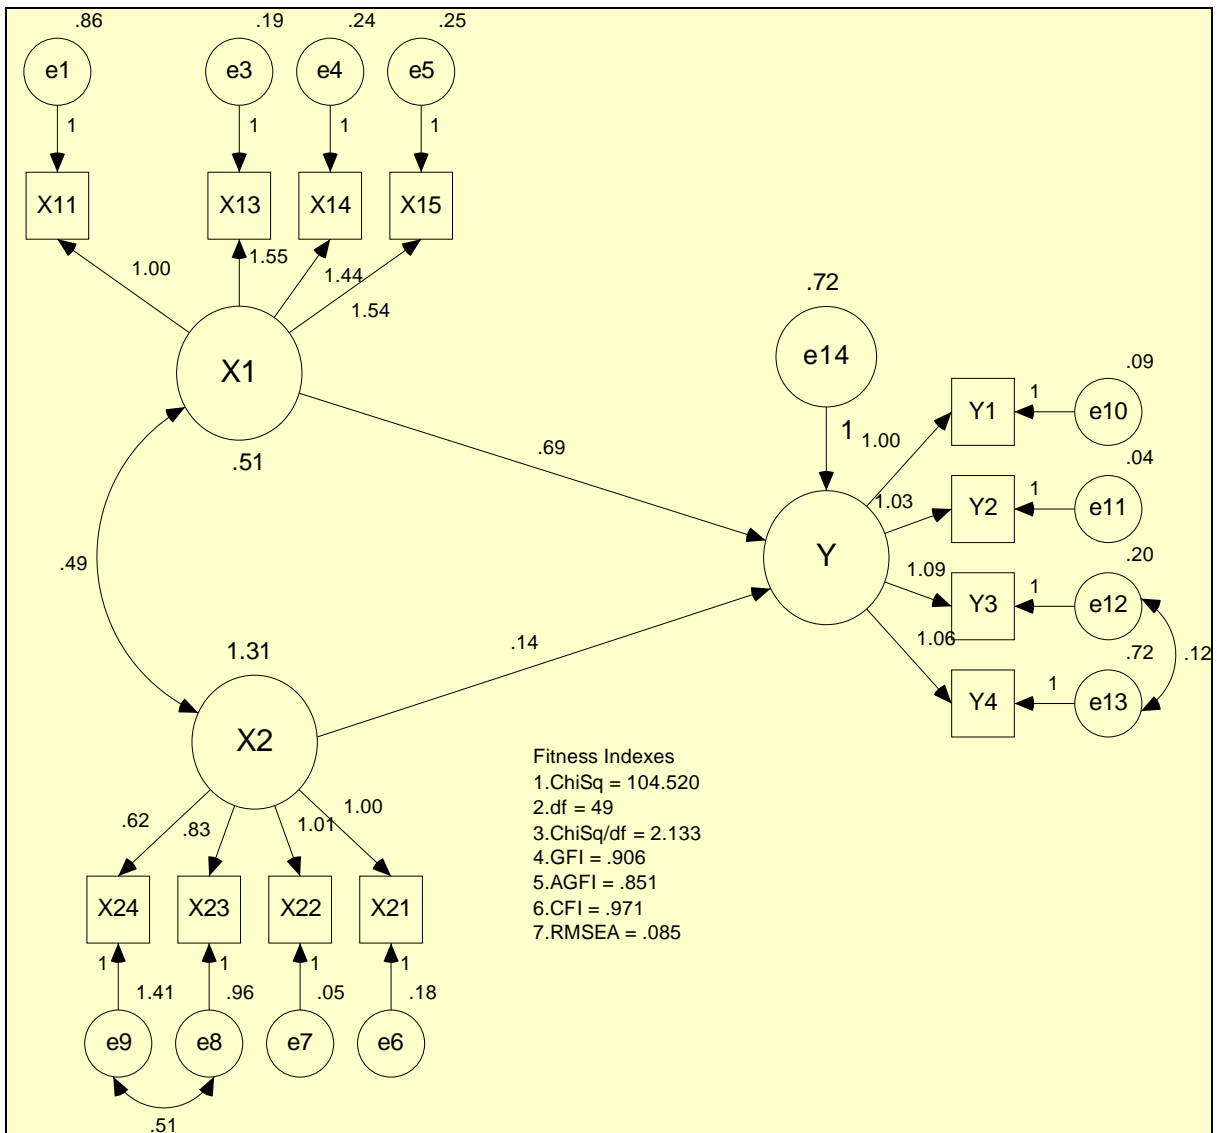 .86
.19
.24
.25
e1
e3
e4
e5
1
1
1
1
X11
X13
X14
X15
1.00
1.55
1.44
1.54
X1
.51
.49
.69
.72
e14
1
1.00
Y1
1
.09
e10
1.03
Y2
1
.04
e11
Y
1.09
Y3
1
.20
e12
1.06
Y4
1
.72
e13
.12
.14
1.31
X2
.62
.83
1.01
1.00
X24
X23
X22
X21
1
1
1
1
1.41
.96
.05
.18
e9
e8
e7
e6
.51
Fitness Indexes
1.ChiSq = 104.520
2.df = 49
3.ChiSq/df = 2.133
4.GFI = .906
5.AGFI = .851
6.CFI = .971
7.RMSEA = .085